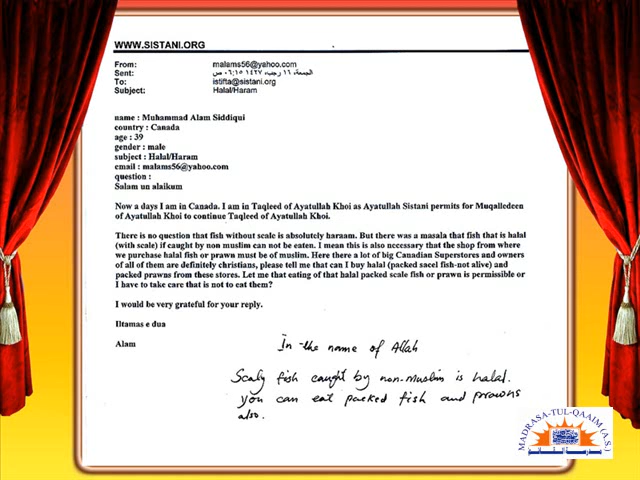 WWW.SISTANI.ORG
From: malams56@yahoo.com
Sent: الجمعة، ١٦ رجب، ١٤٢٧ ٠٦:١٥ ص
To: istifta@sistani.org
Subject: Halal/Haram
name : Muhammad Alam Siddiqui
country : Canada
age : 39
gender : male
subject : Halal/Haram
email : malams56@yahoo.com
question :
Salam un alaikum
Now a days I am in Canada. I am in Taqleed of Ayatullah Khoi as Ayatullah Sistani permits for Muqalledeen
of Ayatullah Khoi to continue Taqleed of Ayatullah Khoi.
There is no question that fish without scale is absolutely haraam. But there was a masala that fish that is halal
(with scale) if caught by non muslim can not be eaten. I mean this is also necessary that the shop from where
we purchase halal fish or prawn must be of muslim. Here there a lot of big Canadian Superstores and owners
of all of them are definitely christians, please tell me that can I buy halal (packed sacel fish-not alive) and
packed prawns from these stores. Let me that eating of that halal packed scale fish or prawn is permissible or
I have to take care that is not to eat them?
I would be very grateful for your reply.
Iltamas e dua
Alam
In the name of Allah
Scaly fish caught by non-muslim is halal.
you can eat packed fish and prowns
also.
MADRASA-TUL-QAAIM (A.S.)
مدرسة القائم